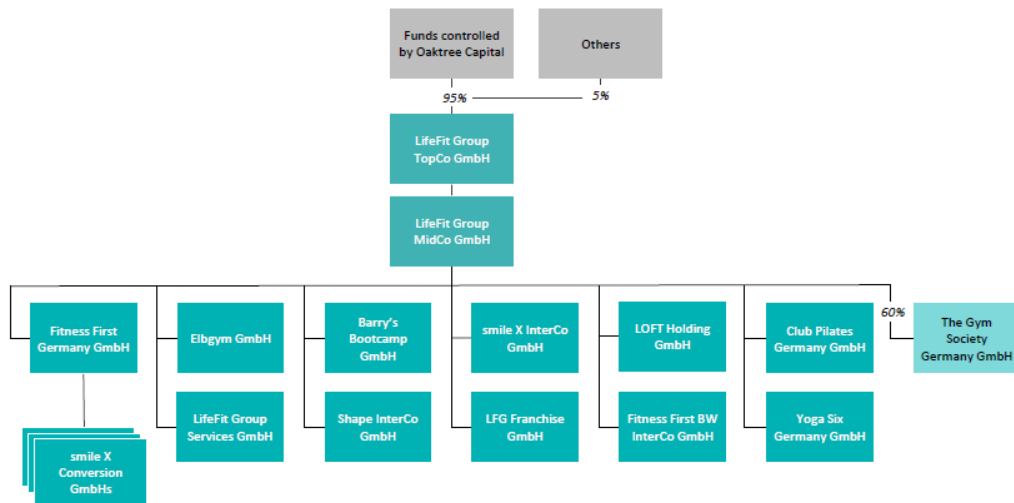 Funds controlled
by Oaktree Capital
Others
95%
5%
LifeFit Group
TopCo GmbH
LifeFit Group
MidCo GmbH
60%
Fitness First
Germany GmbH
Elbgym GmbH
Barry's
Bootcamp
GmbH
smile X InterCo
GmbH
LOFT Holding
GmbH
Club Pilates
Germany GmbH
The Gym
Society
Germany GmbH
LifeFit Group
Services GmbH
Shape InterCo
GmbH
LFG Franchise
GmbH
Fitness First BW
InterCo GmbH
Yoga Six
Germany GmbH
smile X
Conversion
GmbHs